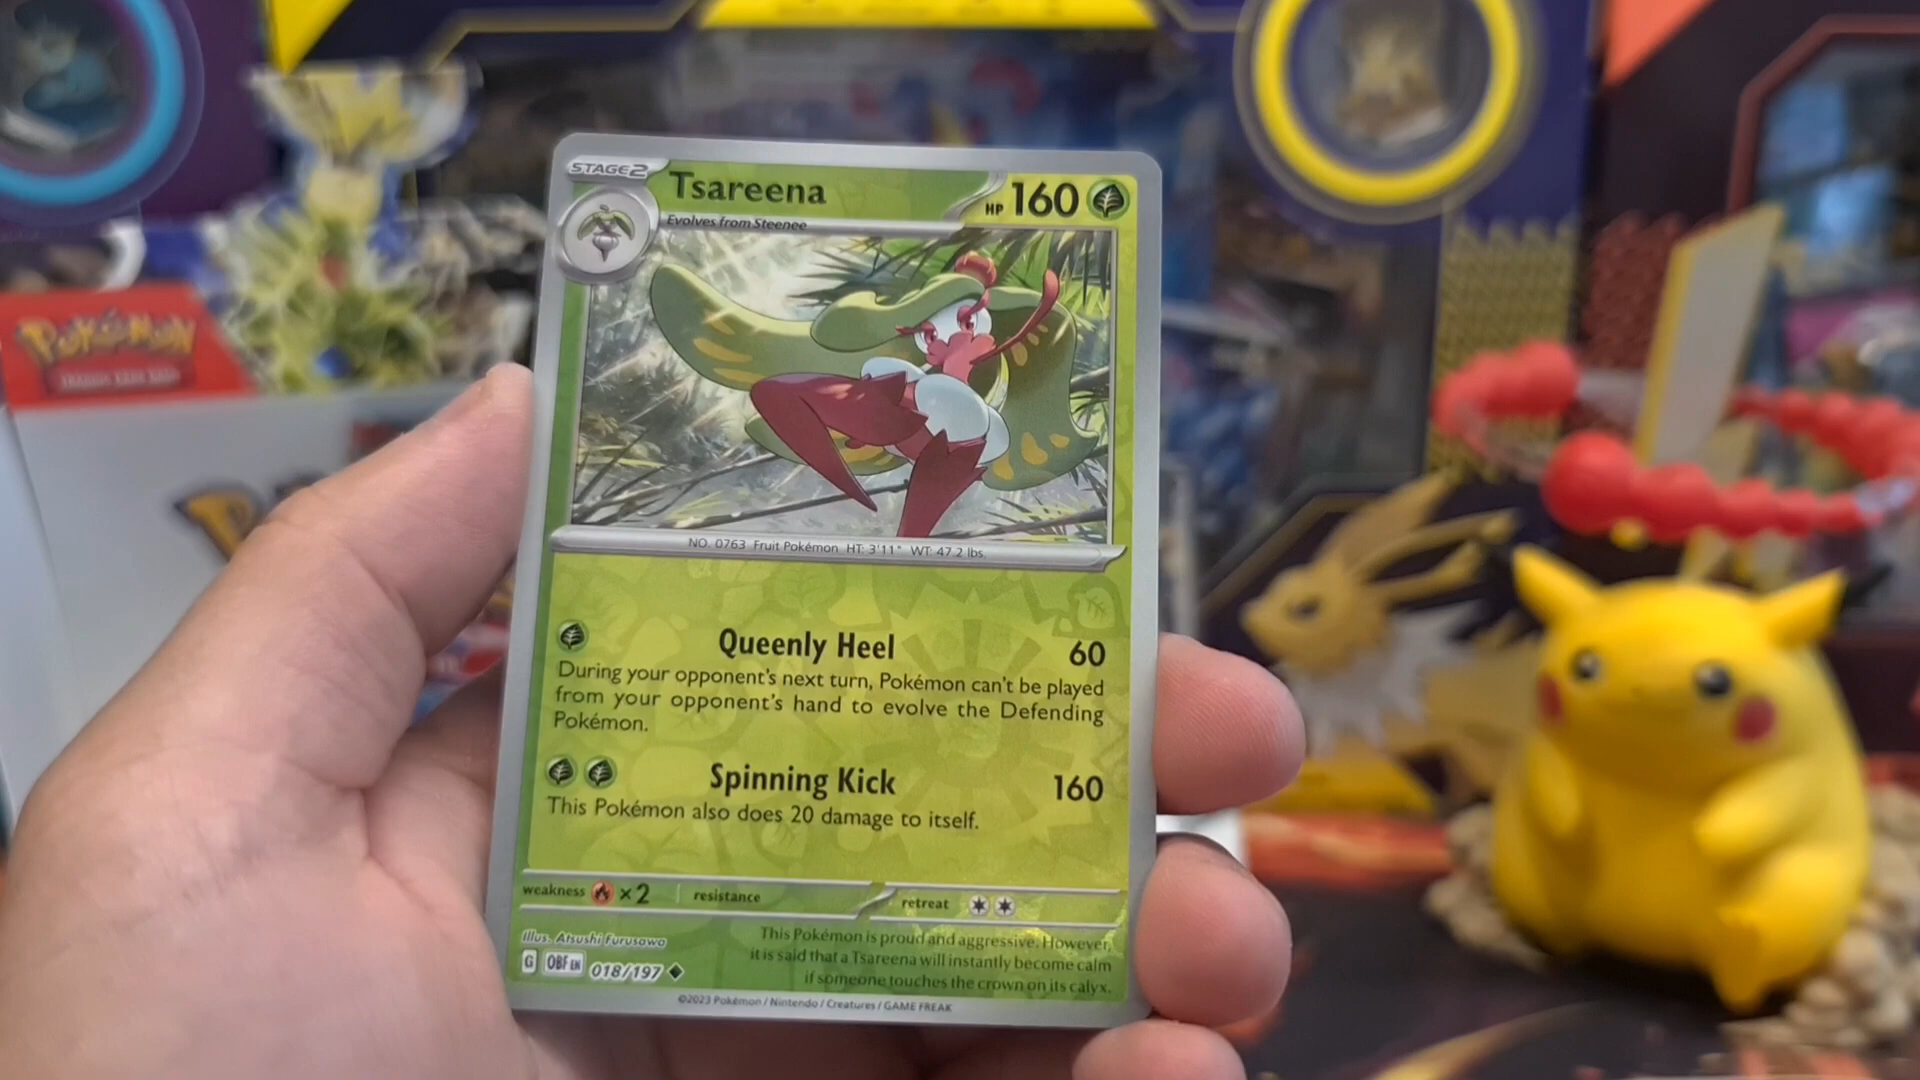 STAGE2
Tsareena
HP 160
Evolves from Steenee
POKÉMON
NO. 0763 Fruit Pokémon HT: 3'11" WT: 47.2 lbs.
Queenly Heel 60
During your opponent's next turn, Pokémon can't be played
from your opponent's hand to evolve the Defending
Pokémon.
Spinning Kick 160
This Pokémon also does 20 damage to itself.
weakness ×2 resistance retreat
Illus. Atsushi Furusawa
G OBF EN 018/197
This Pokémon is proud and aggressive. However,
it is said that a Tsareena will instantly become calm
if someone touches the crown on its calyx.
©2023 Pokémon / Nintendo / Creatures / GAME FREAK